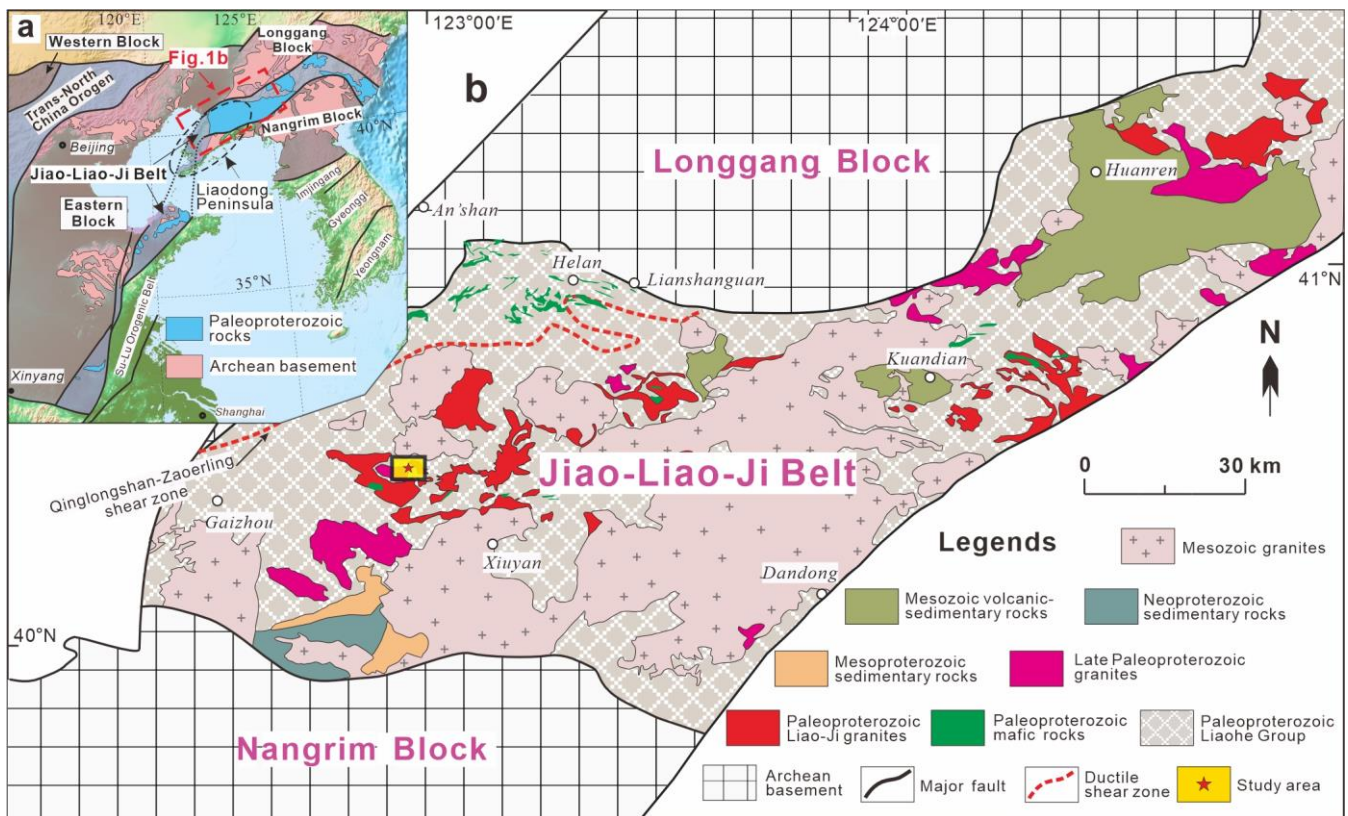 a
120°E
125°E
Western Block
Longgang
Block
Fig.1b
Trans-North
China Orogen
Nangrim Block
40°N
Beijing
Jiao-Liao-Ji Belt
Liaodong
Peninsula
Imjingang
Gyeonggi
Yeongnam
Eastern
Block
35°N
Su-Lu Orogenic Belt
Paleoproterozoic
rocks
Archean basement
Xinyang
Shanghai
b
123°00′E
124°00′E
Longgang Block
An'shan
Huanren
Helan
Lianshanguan
41°N
Kuandian
N
Jiao-Liao-Ji Belt
0 30 km
Qinglongshan-Zaoerling
shear zone
Gaizhou
Xiuyan
Dandong
40°N
Nangrim Block
Legends
Mesozoic granites
Mesozoic volcanic-
sedimentary rocks
Neoproterozoic
sedimentary rocks
Mesoproterozoic
sedimentary rocks
Late Paleoproterozoic
granites
Paleoproterozoic
Liao-Ji granites
Paleoproterozoic
mafic rocks
Paleoproterozoic
Liaohe Group
Archean
basement
Major fault
Ductile
shear zone
Study area